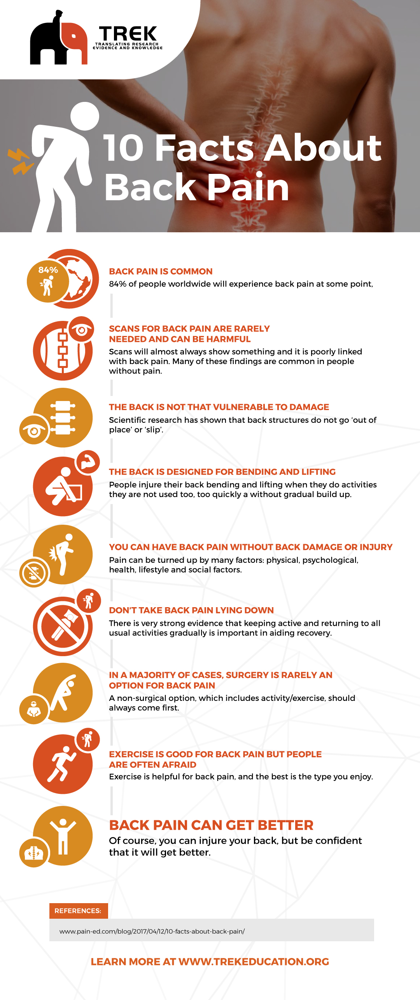 TREK
TRANSLATING RESEARCH
EVIDENCE AND KNOWLEDGE
10 Facts About
Back Pain
84%
BACK PAIN IS COMMON
84% of people worldwide will experience back pain at some point,
SCANS FOR BACK PAIN ARE RARELY
NEEDED AND CAN BE HARMFUL
Scans will almost always show something and it is poorly linked
with back pain. Many of these findings are common in people
without pain.
THE BACK IS NOT THAT VULNERABLE TO DAMAGE
Scientific research has shown that back structures do not go ‘out of
place’ or ‘slip’.
THE BACK IS DESIGNED FOR BENDING AND LIFTING
People injure their back bending and lifting when they do activities
they are not used too, too quickly a without gradual build up.
YOU CAN HAVE BACK PAIN WITHOUT BACK DAMAGE OR INJURY
Pain can be turned up by many factors: physical, psychological,
health, lifestyle and social factors.
DON’T TAKE BACK PAIN LYING DOWN
There is very strong evidence that keeping active and returning to all
usual activities gradually is important in aiding recovery.
IN A MAJORITY OF CASES, SURGERY IS RARELY AN
OPTION FOR BACK PAIN
A non-surgical option, which includes activity/exercise, should
always come first.
EXERCISE IS GOOD FOR BACK PAIN BUT PEOPLE
ARE OFTEN AFRAID
Exercise is helpful for back pain, and the best is the type you enjoy.
BACK PAIN CAN GET BETTER
Of course, you can injure your back, but be confident
that it will get better.
REFERENCES:
www.pain-ed.com/blog/2017/04/12/10-facts-about-back-pain/
LEARN MORE AT WWW.TREKEDUCATION.ORG